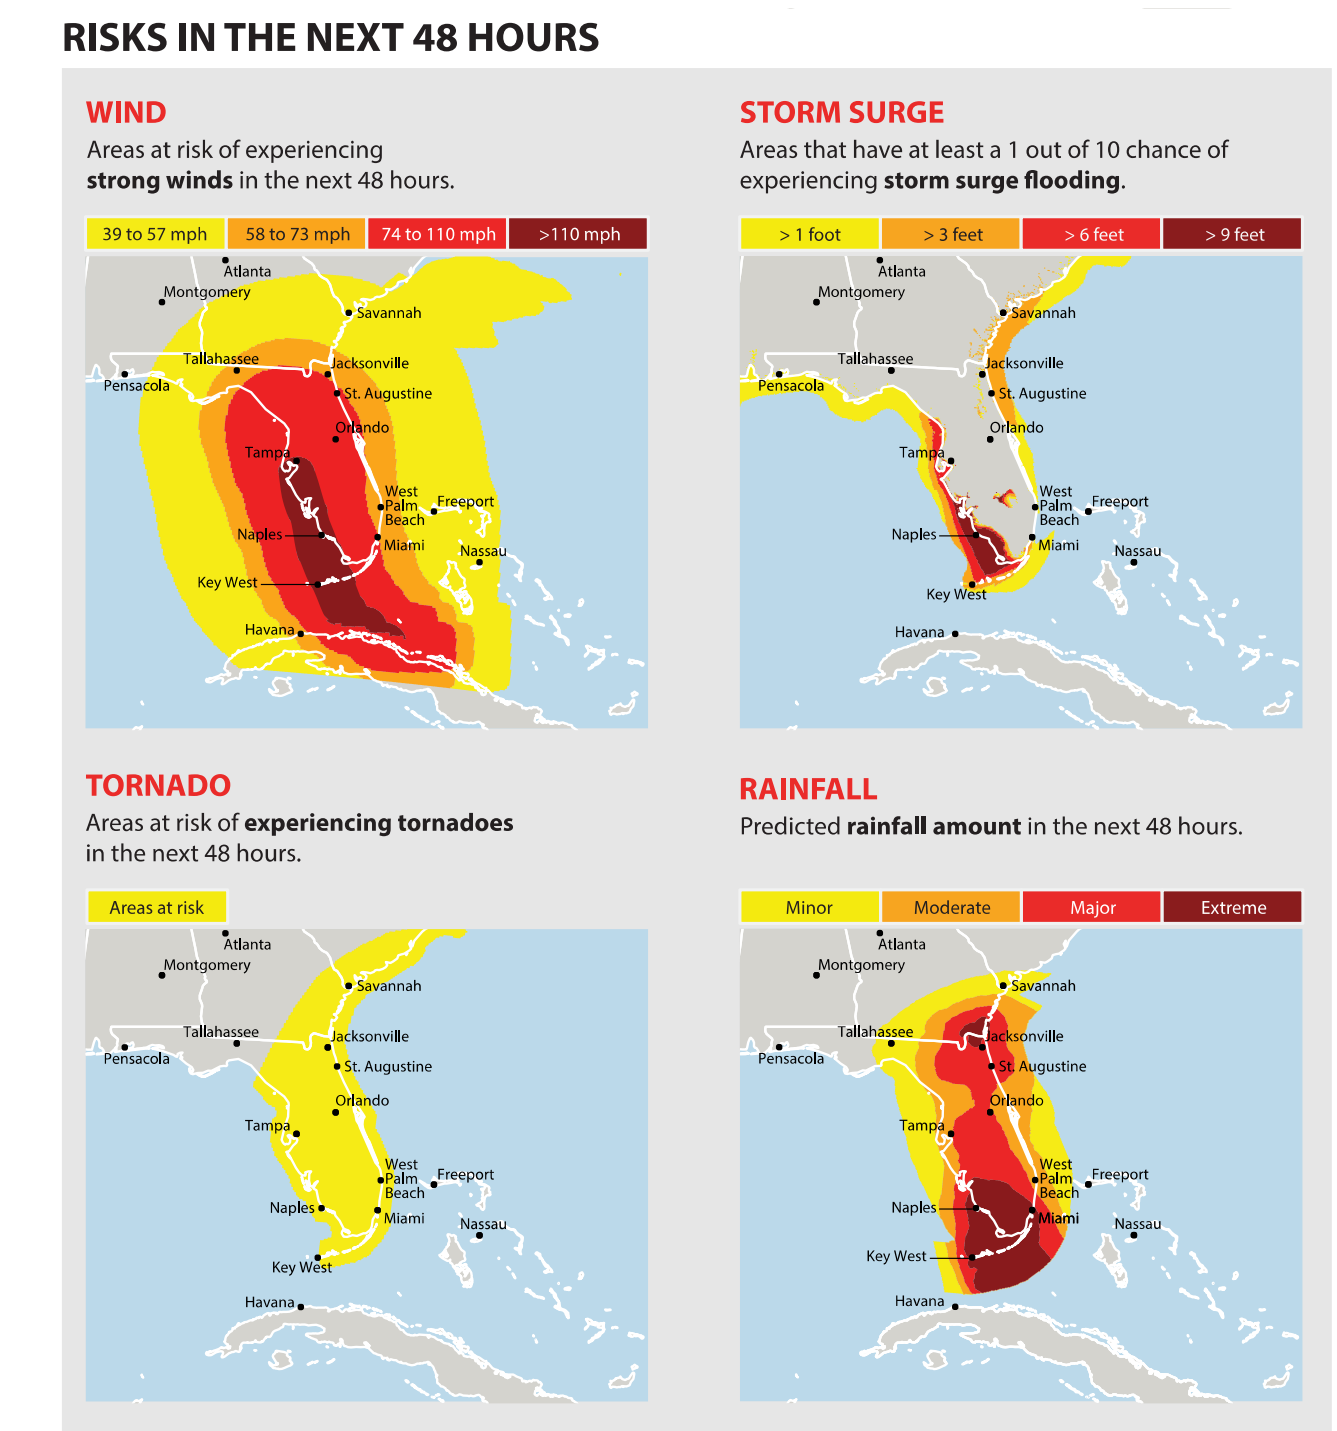 RISKS IN THE NEXT 48 HOURS
WIND
Areas at risk of experiencing
strong winds in the next 48 hours.
39 to 57 mph
58 to 73 mph
74 to 110 mph
>110 mph
Atlanta
Montgomery
Savannah
Tallahassee
Jacksonville
Pensacola
St. Augustine
Orlando
Tampa
West
Palm
Beach
Freeport
Naples
Miami
Nassau
Key West
Havana
STORM SURGE
Areas that have at least a 1 out of 10 chance of
experiencing storm surge flooding.
> 1 foot
> 3 feet
> 6 feet
> 9 feet
Atlanta
Montgomery
Savannah
Tallahassee
Jacksonville
Pensacola
St. Augustine
Orlando
Tampa
West
Palm
Beach
Freeport
Naples
Miami
Nassau
Key West
Havana
TORNADO
Areas at risk of experiencing tornadoes
in the next 48 hours.
Areas at risk
Atlanta
Montgomery
Savannah
Tallahassee
Jacksonville
Pensacola
St. Augustine
Orlando
Tampa
West
Palm
Beach
Freeport
Naples
Miami
Nassau
Key West
Havana
RAINFALL
Predicted rainfall amount in the next 48 hours.
Minor
Moderate
Major
Extreme
Atlanta
Montgomery
Savannah
Tallahassee
Jacksonville
Pensacola
St. Augustine
Orlando
Tampa
West
Palm
Beach
Freeport
Naples
Miami
Nassau
Key West
Havana